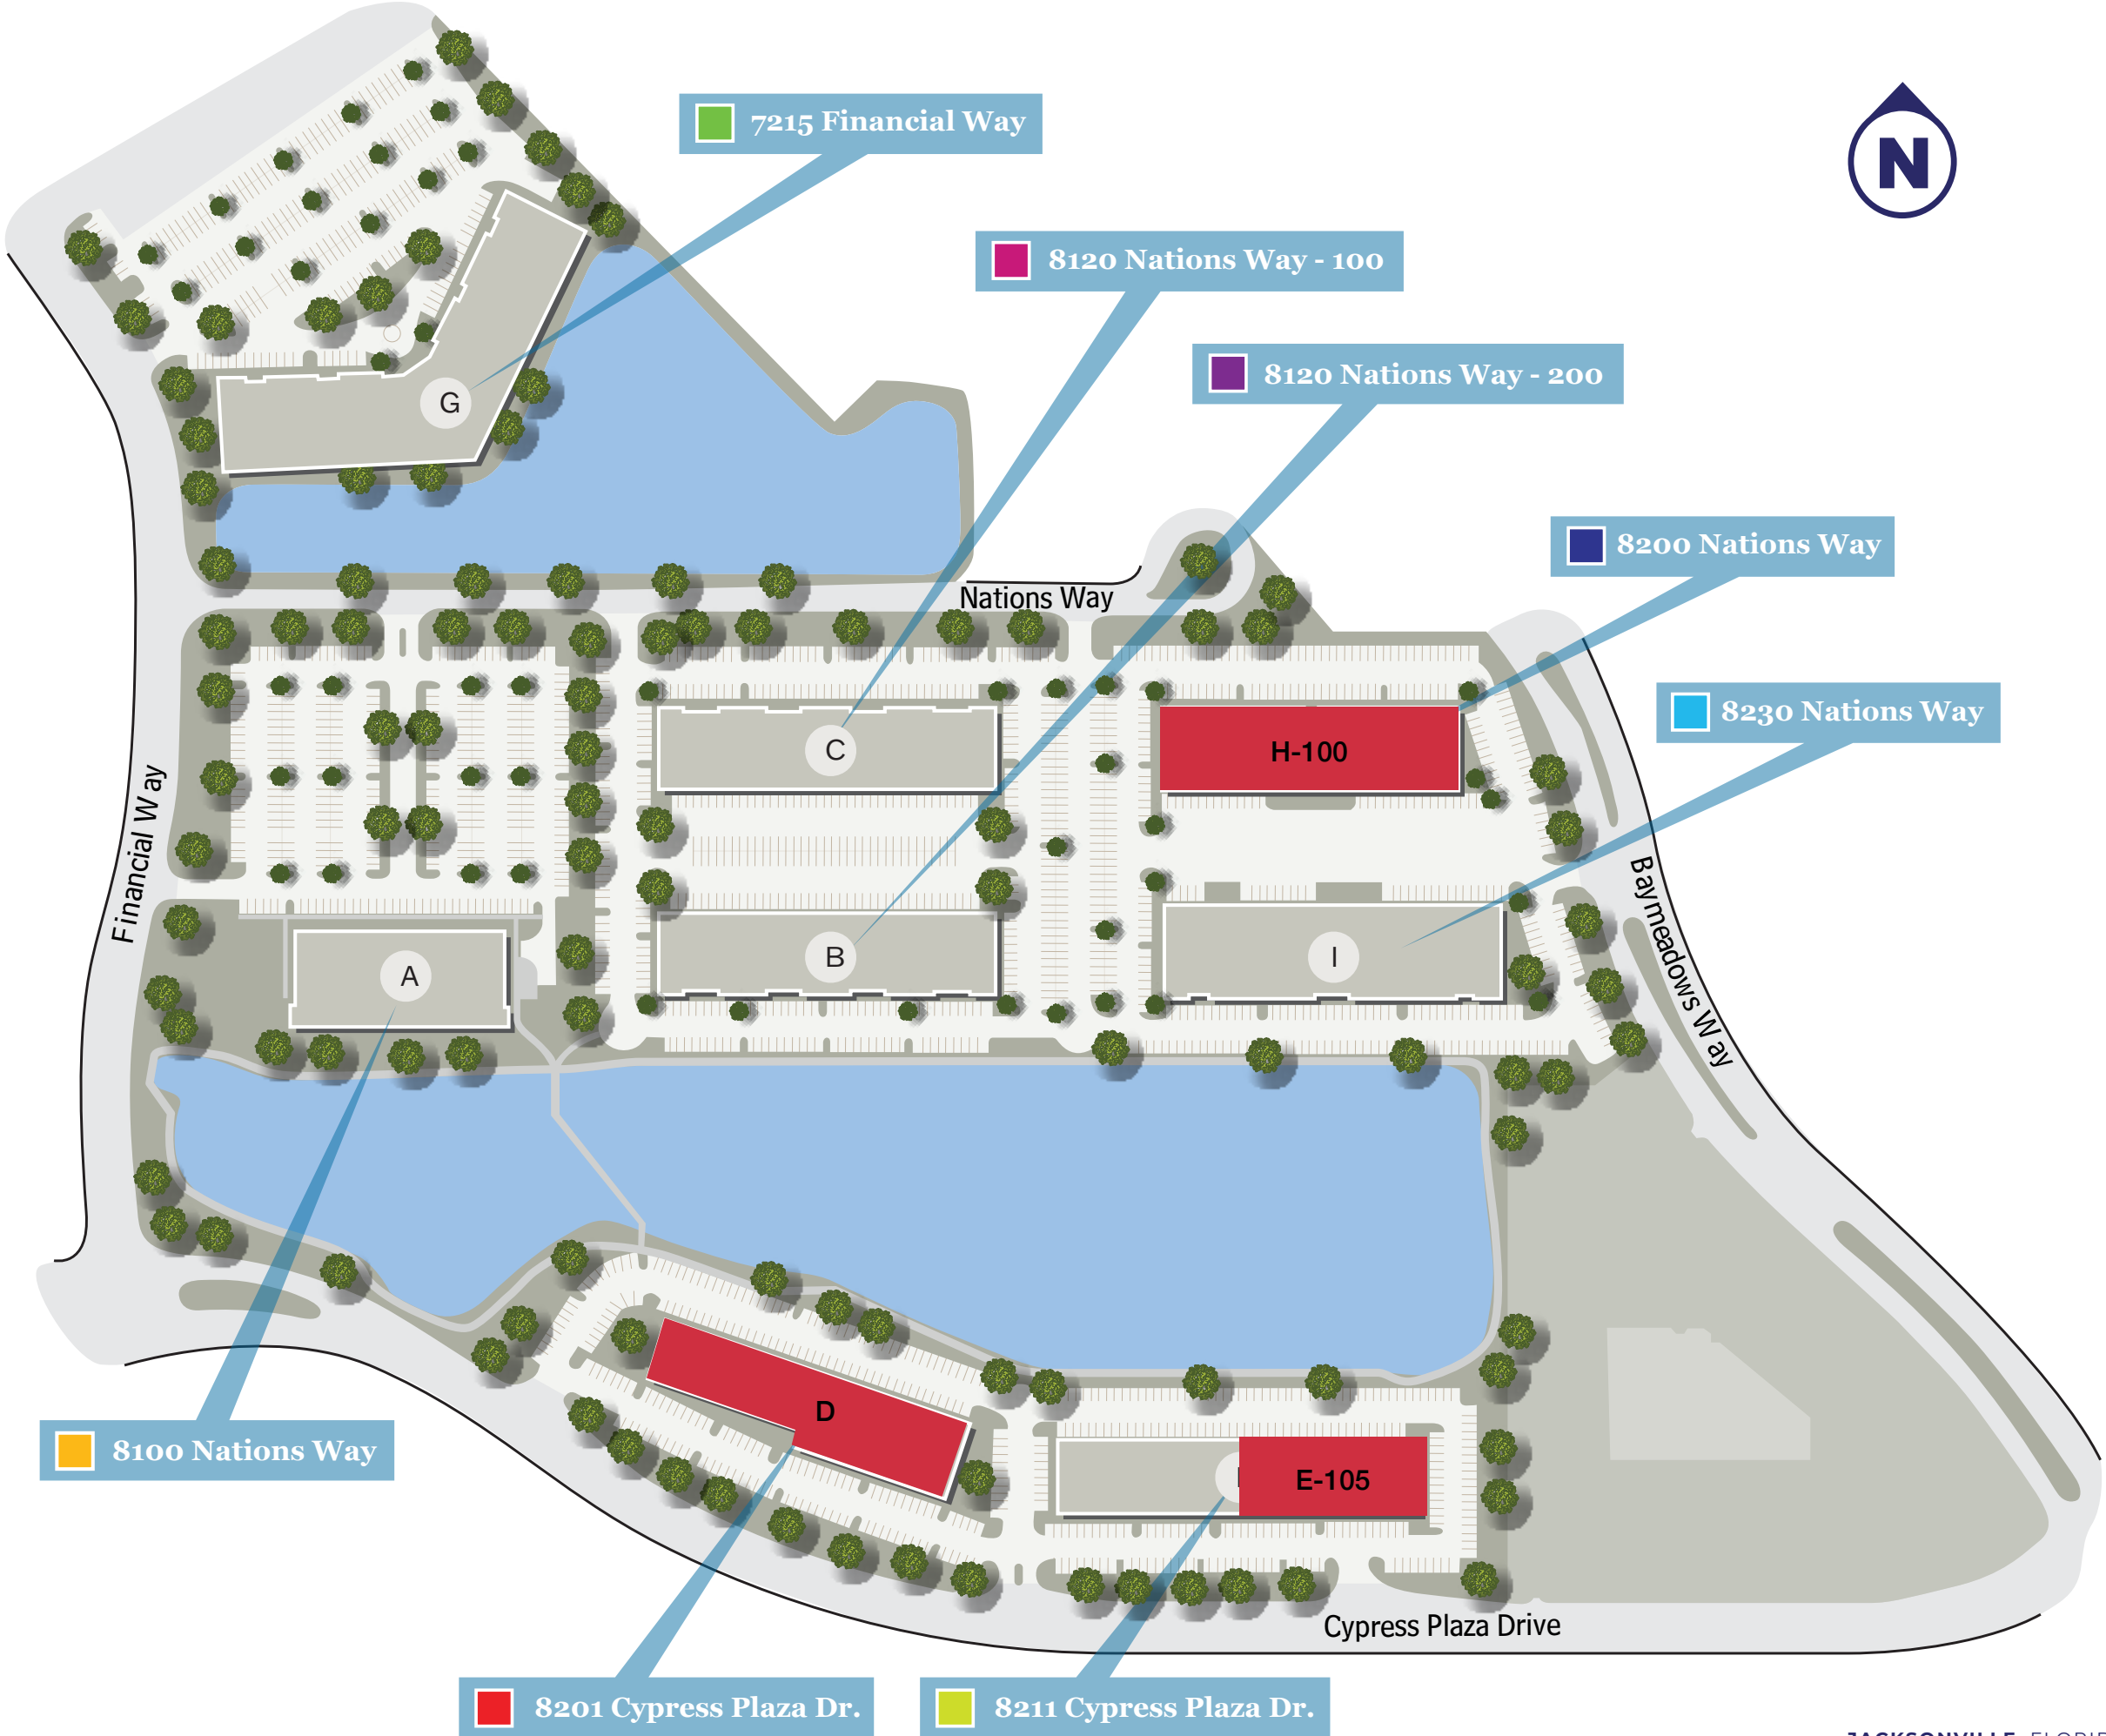 7215 Financial Way
N
8120 Nations Way - 100
8120 Nations Way - 200
G
8200 Nations Way
Nations Way
8230 Nations Way
C
H-100
Financial Way
Baymeadows Way
B
I
A
D
8100 Nations Way
E-105
Cypress Plaza Drive
8201 Cypress Plaza Dr.
8211 Cypress Plaza Dr.